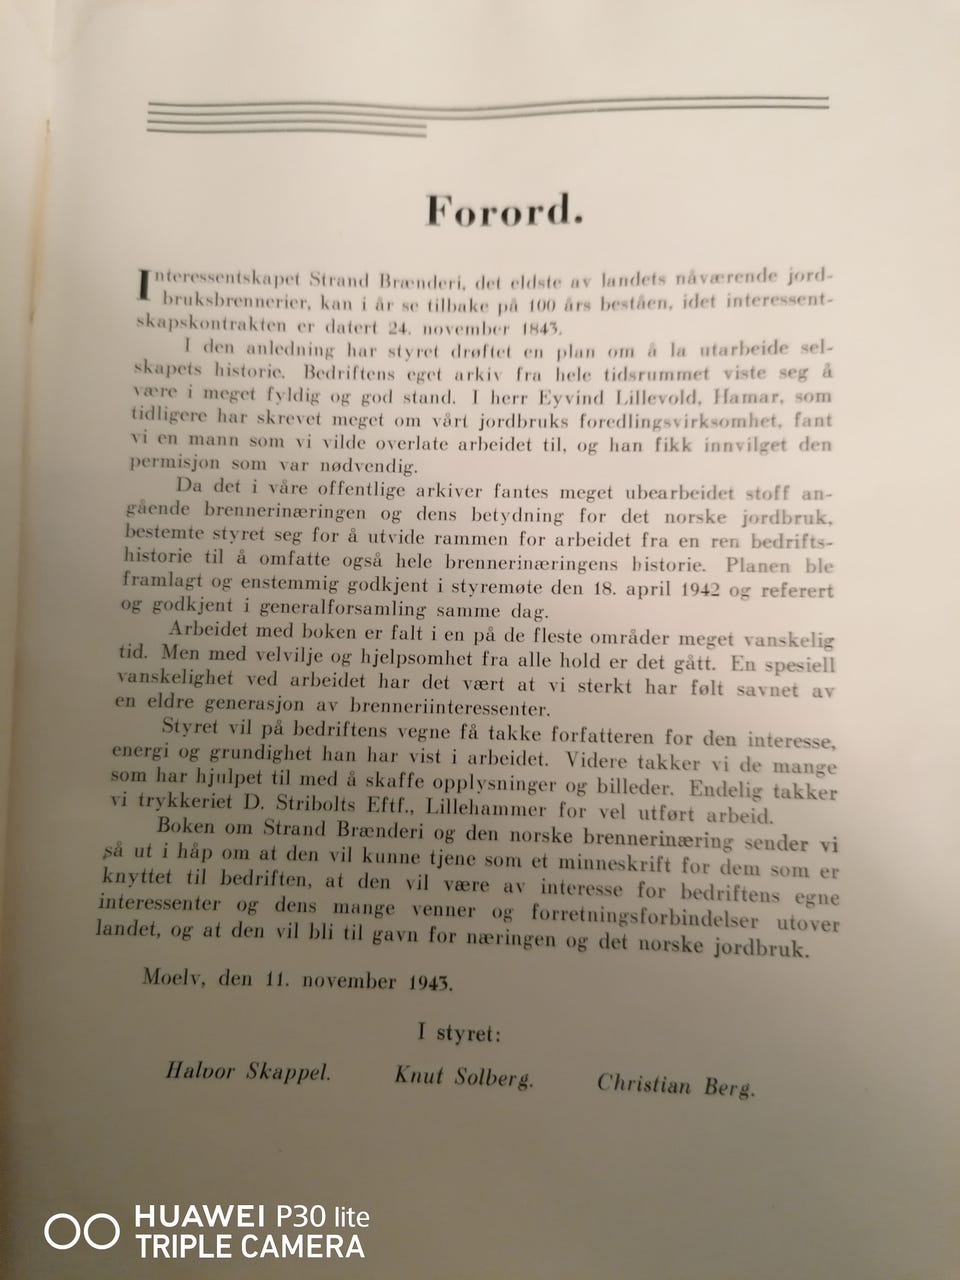 Forord.
Interessentskapet Strand Brænderi, det eldste av landets nåværende jord-
bruksbrennerier, kan i år se tilbake på 100 års beståen, idet interessent-
skapskontrakten er datert 24. november 1843.
I den anledning har styret drøftet en plan om å la utarbeide sel-
skapets historie. Bedriftens eget arkiv fra hele tidsrummet viste seg å
være i meget fyldig og god stand. I herr Eyvind Lillevold, Hamar, som
tidligere har skrevet meget om vårt jordbruks foredlingsvirksomhet, fant
vi en mann som vi vilde overlate arbeidet til, og han fikk innvilget den
permisjon som var nødvendig.
Da det i våre offentlige arkiver fantes meget ubearbeidet stoff an-
gående brennerinæringen og dens betydning for det norske jordbruk,
bestemte styret seg for å utvide rammen for arbeidet fra en ren bedrifts-
historie til å omfatte også hele brennerinæringens historie. Planen ble
framlagt og enstemmig godkjent i styremøte den 18. april 1942 og referert
og godkjent i generalforsamling samme dag.
Arbeidet med boken er falt i en på de fleste områder meget vanskelig
tid. Men med velvilje og hjelpsomhet fra alle hold er det gått. En spesiell
vanskelighet ved arbeidet har det vært at vi sterkt har følt savnet av
en eldre generasjon av brenneriinteressenter.
Styret vil på bedriftens vegne få takke forfatteren for den interesse,
energi og grundighet han har vist i arbeidet. Videre takker vi de mange
som har hjulpet til med å skaffe opplysninger og billeder. Endelig takker
vi trykkeriet D. Stribolts Eftf., Lillehammer for vel utført arbeid.
Boken om Strand Brænderi og den norske brennerinæring sender vi
så ut i håp om at den vil kunne tjene som et minneskrift for dem som er
knyttet til bedriften, at den vil være av interesse for bedriftens egne
interessenter og dens mange venner og forretningsforbindelser utover
landet, og at den vil bli til gavn for næringen og det norske jordbruk.
Moelv, den 11. november 1943.
I styret:
Halvor Skappel. Knut Solberg. Christian Berg.
HUAWEI P30 lite
TRIPLE CAMERA